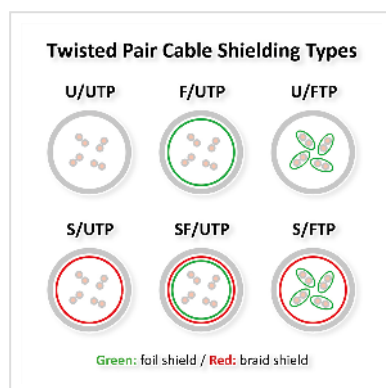 Twisted Pair Cable Shielding Types
U/UTP F/UTP U/FTP
S/UTP SF/UTP S/FTP
Green: foil shield / Red: braid shield